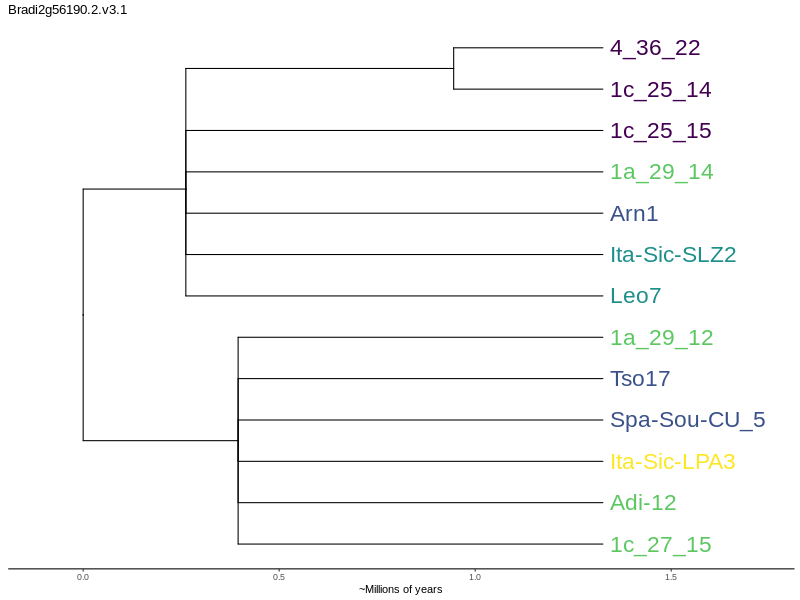 Bradi2g56190.2.v3.1
4_36_22
1c_25_14
1c_25_15
1a_29_14
Arn1
Ita-Sic-SLZ2
Leo7
1a_29_12
Tso17
Spa-Sou-CU_5
Ita-Sic-LPA3
Adi-12
1c_27_15
0.0 0.5 1.0 1.5
~Millions of years